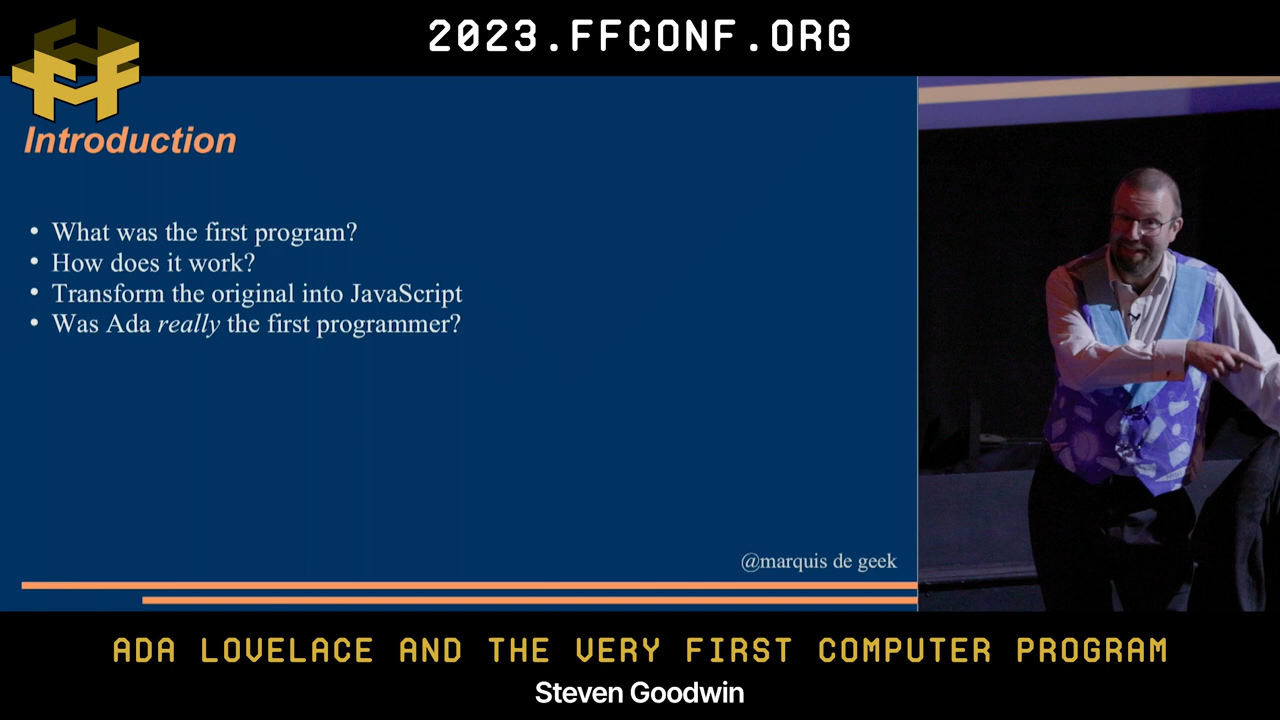 2023.FFCONF.ORG
Introduction
• What was the first program?
• How does it work?
• Transform the original into JavaScript
• Was Ada really the first programmer?
@marquis de geek
ADA LOVELACE AND THE VERY FIRST COMPUTER PROGRAM
Steven Goodwin